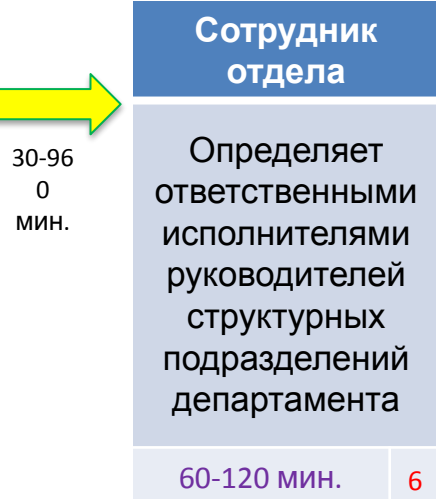 30-96
0
мин.
Сотрудник
отдела
Определяет
ответственными
исполнителями
руководителей
структурных
подразделений
департамента
60-120 мин.
6